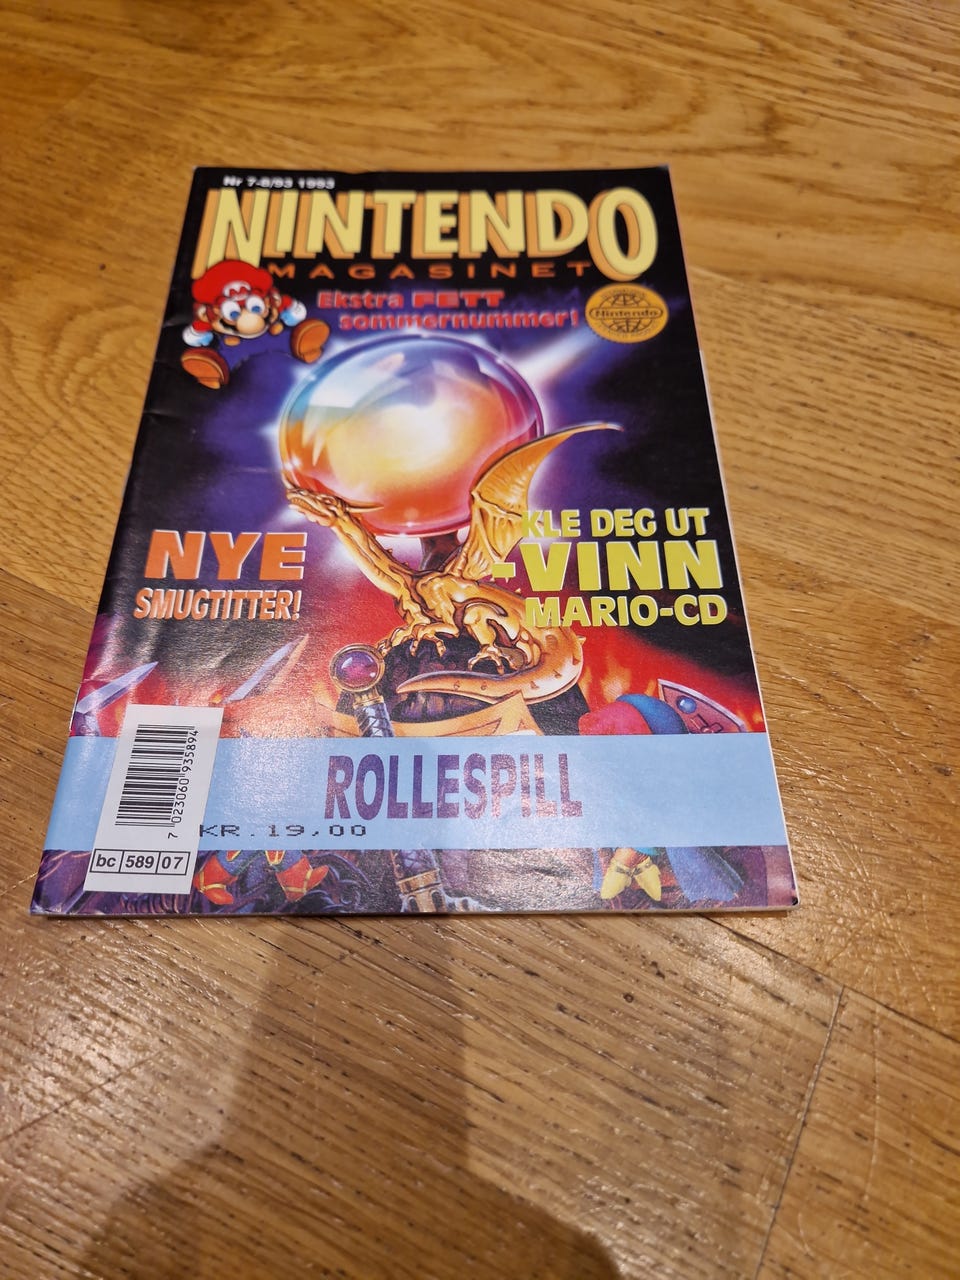 Nr 7-8/93 1993
NINTENDO
MAGASINET
Ekstra FETT
sommernummer!
Nintendo
M
NYE
SMUGTITTER!
KLE DEG UT
-VINN
MARIO-CD
ROLLESPILL
KR.19,00
7 023060 935894
bc 589 07